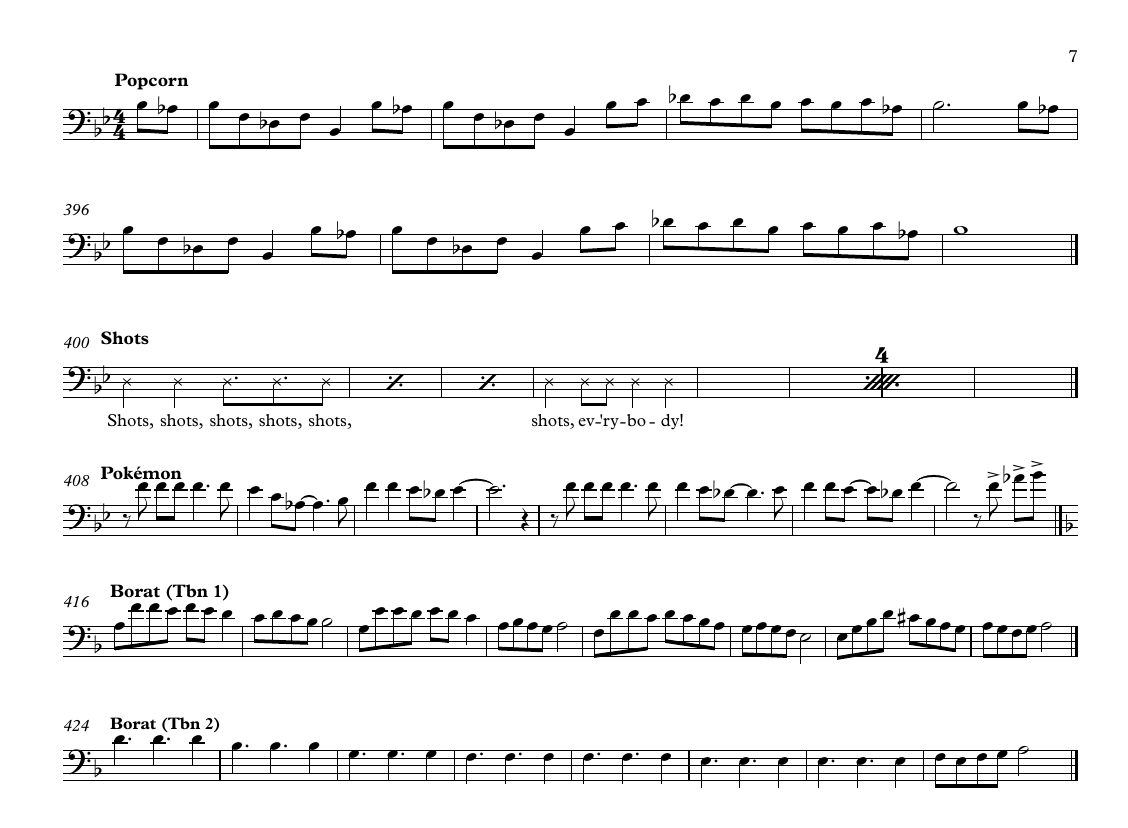 7
Popcorn
4
4
396
400 Shots
4
Shots, shots, shots, shots, shots, shots, ev-'ry-bo - dy!
408 Pokémon
416 Borat (Tbn 1)
424 Borat (Tbn 2)